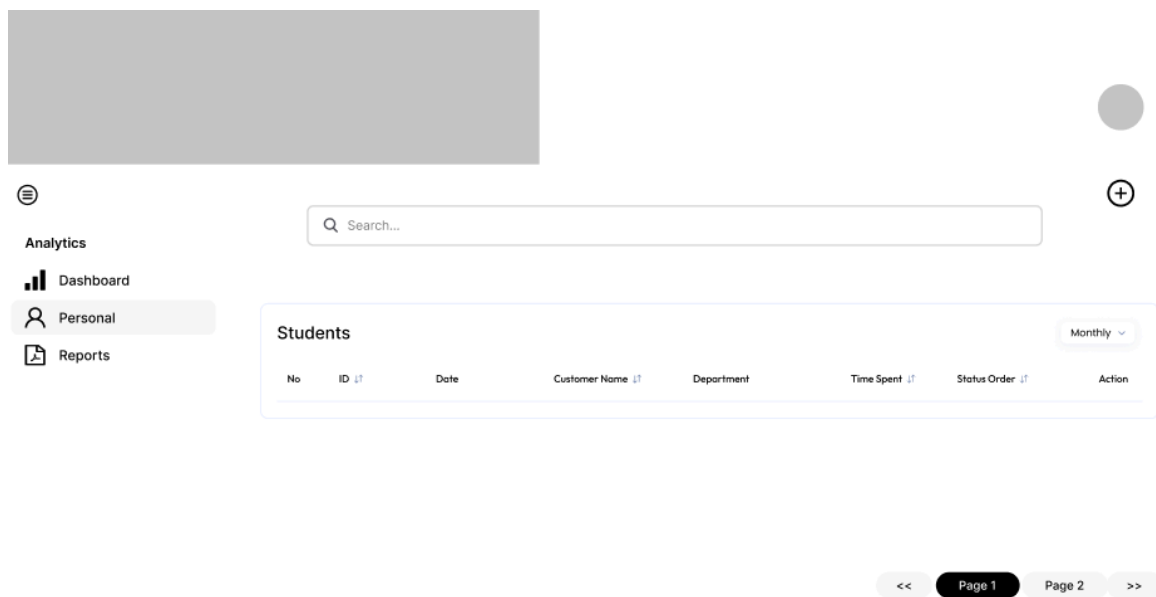 Search...
Analytics
Dashboard
Personal
Reports
Students
Monthly
No ID Date Customer Name Department Time Spent Status Order Action
<< Page 1 Page 2 >>